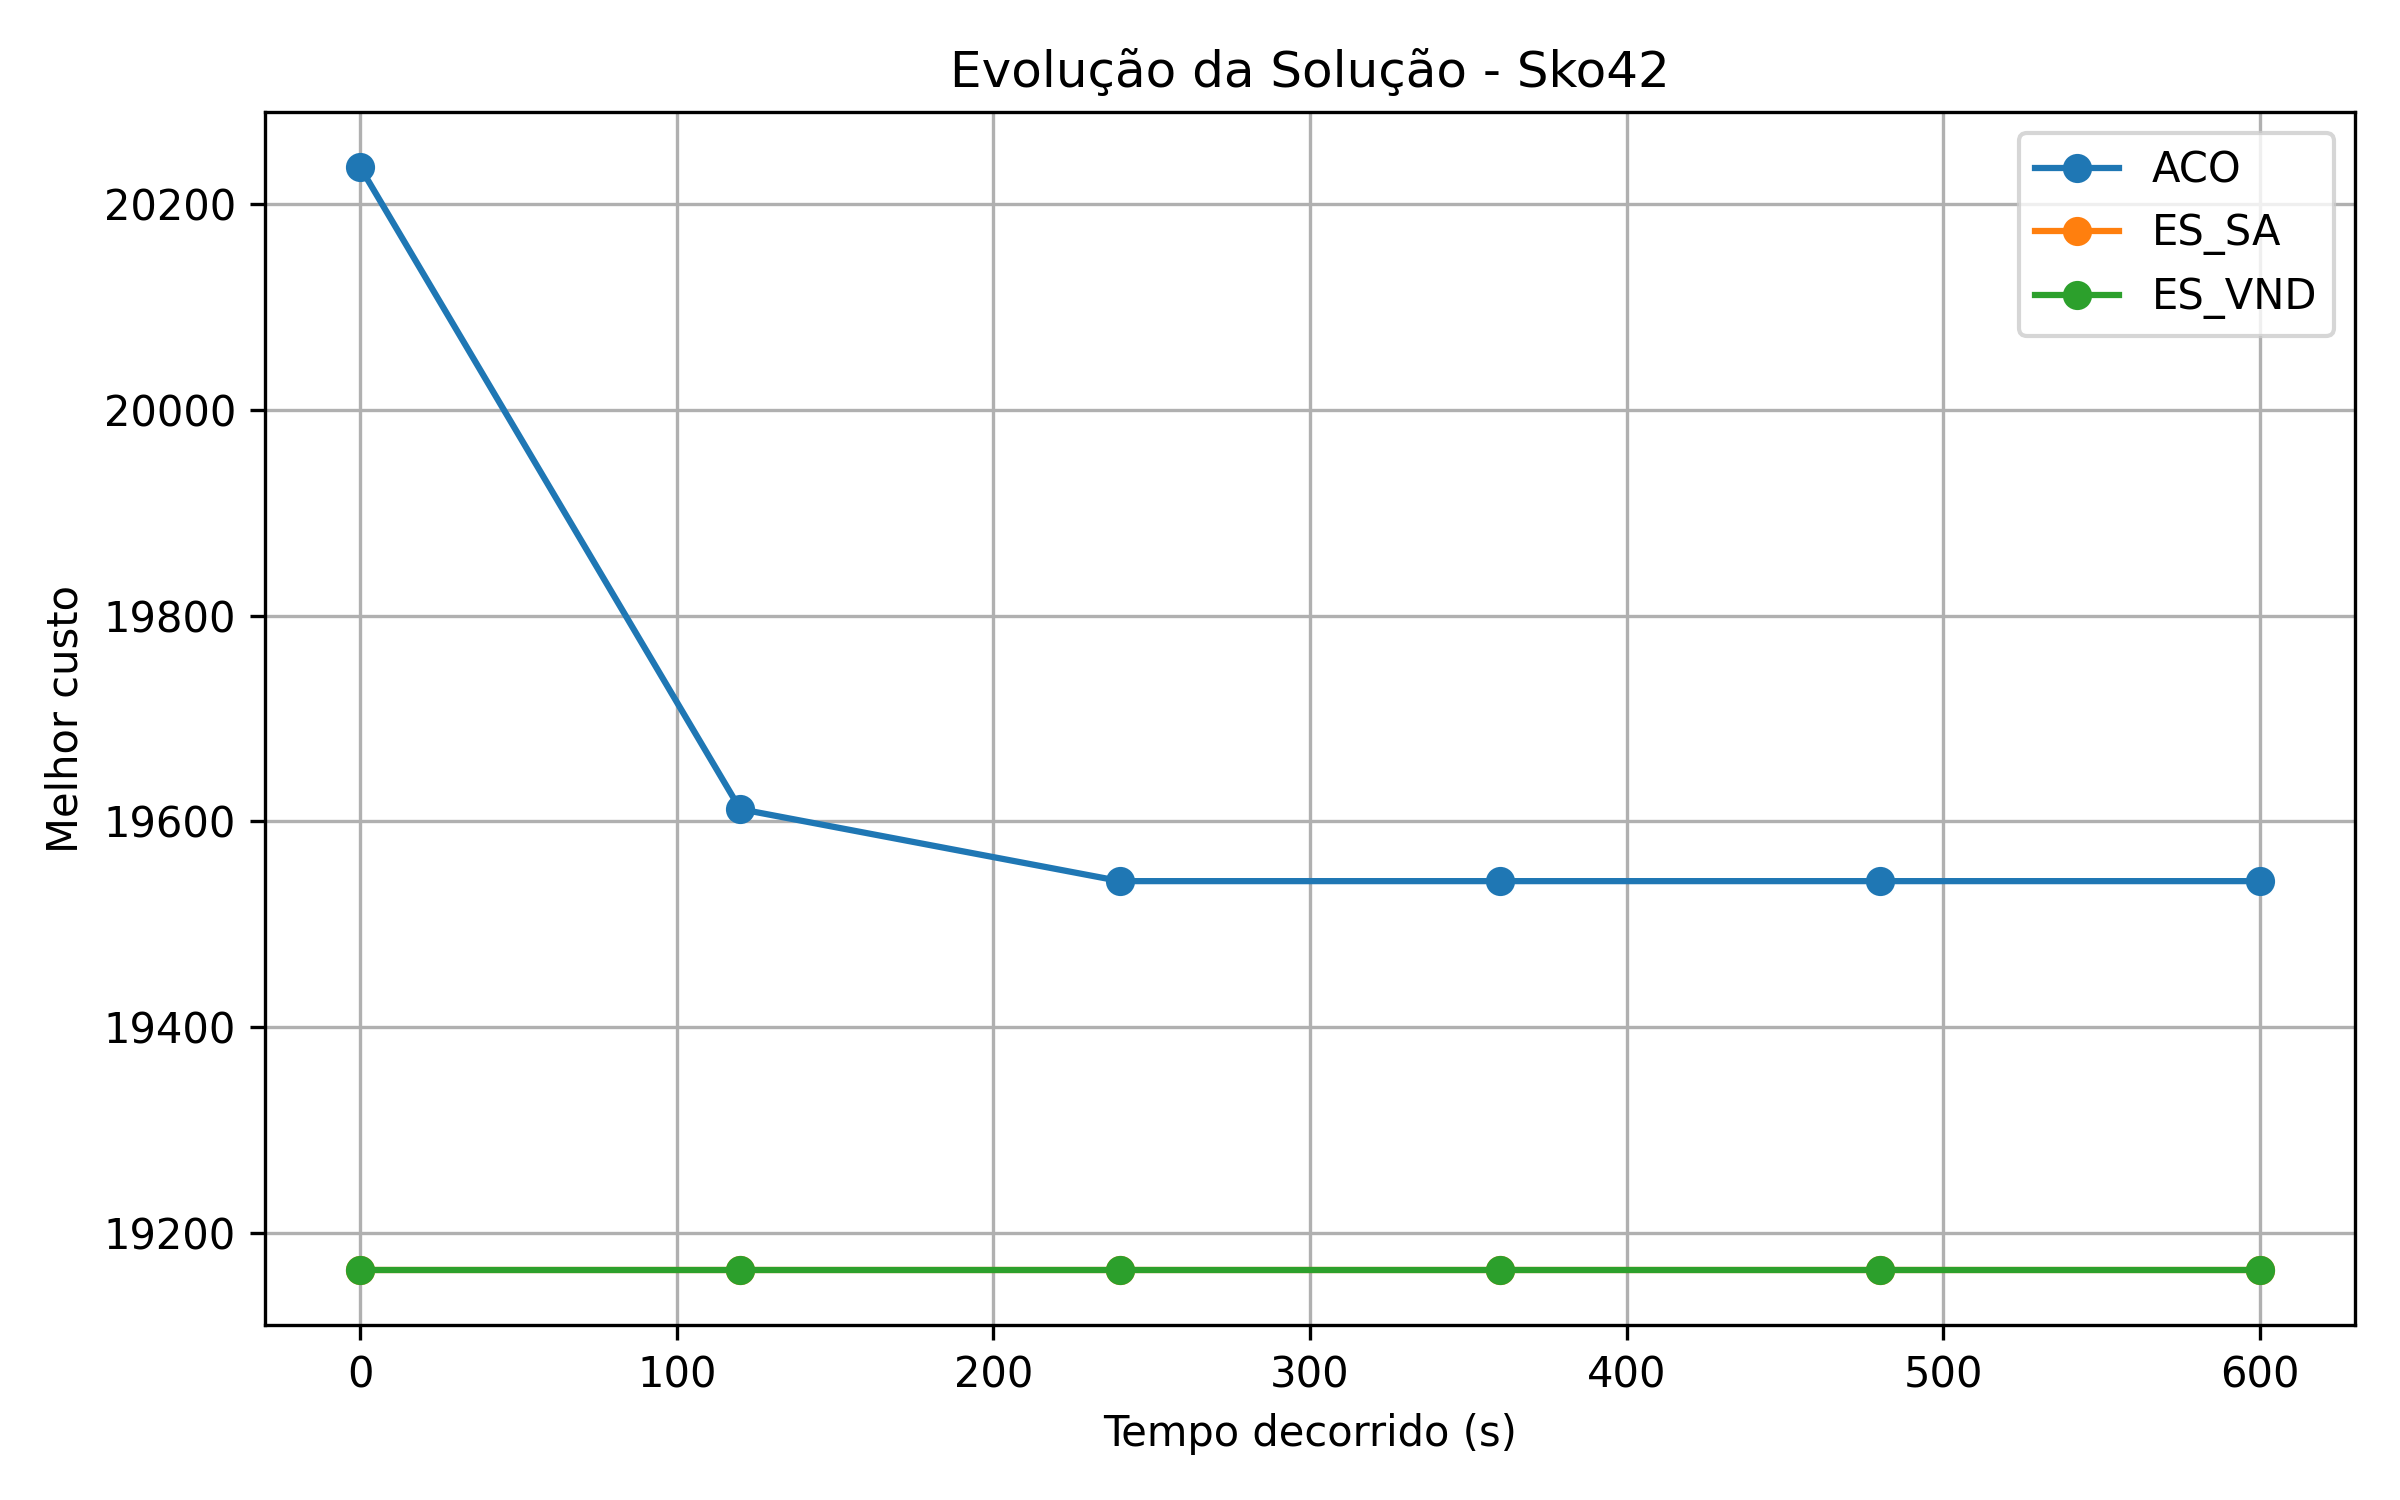 Evolução da Solução - Sko42
ACO
ES_SA
ES_VND
20200
20000
19800
19600
19400
19200
Melhor custo
0 100 200 300 400 500 600
Tempo decorrido (s)